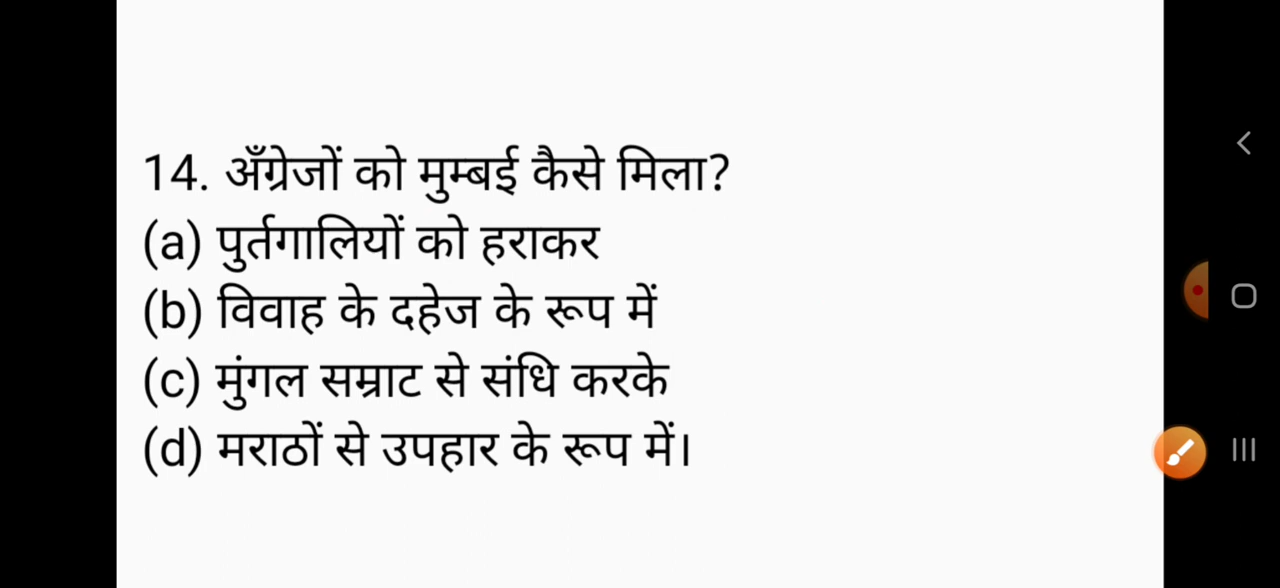 14. अँग्रेजों को मुम्बई कैसे मिला?
(a) पुर्तगालियों को हराकर
(b) विवाह के दहेज के रूप में
(c) मुंगल सम्राट से संधि करके
(d) मराठों से उपहार के रूप में।